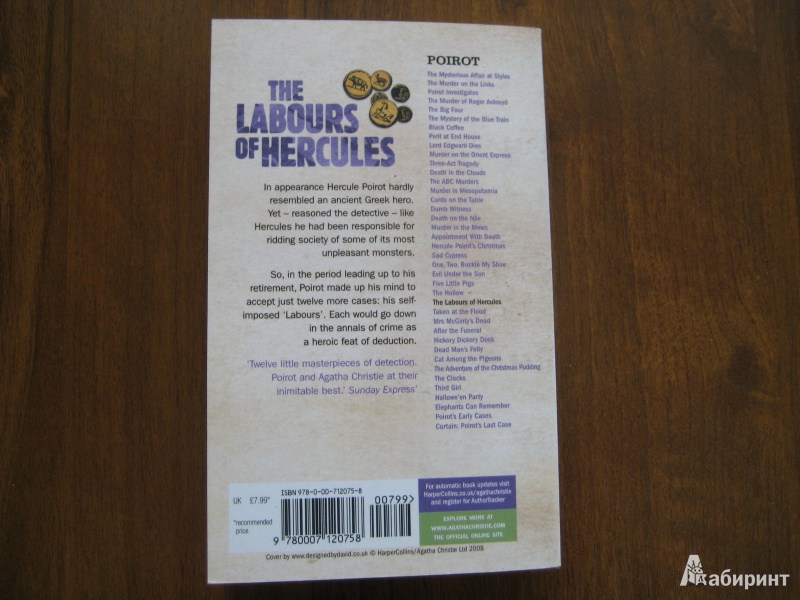 THE
LABOURS
OF HERCULES
In appearance Hercule Poirot hardly
resembled an ancient Greek hero.
Yet – reasoned the detective – like
Hercules he had been responsible for
ridding society of some of its most
unpleasant monsters.
So, in the period leading up to his
retirement, Poirot made up his mind to
accept just twelve more cases: his self-
imposed ‘Labours’. Each would go down
in the annals of crime as
a heroic feat of deduction.
‘Twelve little masterpieces of detection.
Poirot and Agatha Christie at their
inimitable best.’ Sunday Express‘
POIROT
The Mysterious Affair at Styles
The Murder on the Links
Poirot Investigates
The Murder of Roger Ackroyd
The Big Four
The Mystery of the Blue Train
Black Coffee
Peril at End House
Lord Edgware Dies
Murder on the Orient Express
Three-Act Tragedy
Death in the Clouds
The ABC Murders
Murder in Mesopotamia
Cards on the Table
Dumb Witness
Death on the Nile
Murder in the Mews
Appointment With Death
Hercule Poirot's Christmas
Sad Cypress
One, Two, Buckle My Shoe
Evil Under the Sun
Five Little Pigs
The Hollow
The Labours of Hercules
Taken at the Flood
Mrs McGinty's Dead
After the Funeral
Hickory Dickory Dock
Dead Man's Folly
Cat Among the Pigeons
The Adventure of the Christmas Pudding
The Clocks
Third Girl
Hallowe'en Party
Elephants Can Remember
Poirot's Early Cases
Curtain: Poirot's Last Case
UK £7.99*
*recommended
price
ISBN 978-0-00-712075-8
00799>
9 780007 120758
For automatic book updates visit
HarperCollins.co.uk/agathachristie
and register for AuthorTracker
EXPLORE MORE AT
WWW.AGATHACHRISTIE.COM
THE OFFICIAL ONLINE SITE
Cover by www.designedbydavid.co.uk © HarperCollins/Agatha Christie Ltd 2008
Лабиринт